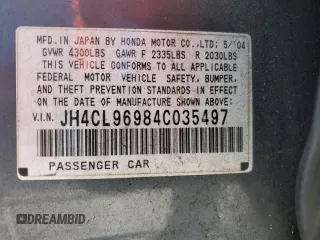 MFD. IN JAPAN BY HONDA MOTOR CO.,LTD: 5/'04
GVWR 4300LBS GAWR F 2335LBS R 2030LBS
THIS VEHICLE CONFORMS TO ALL APPLICABLE
FEDERAL MOTOR VEHICLE SAFETY, BUMPER,
AND THEFT PREVENTION STANDARDS IN EFFECT
ON THE DATE OF MANUFACTURE SHOWN ABOVE.
V.I.N. JH4CL96984C035497
PASSENGER CAR
© DREAMBID